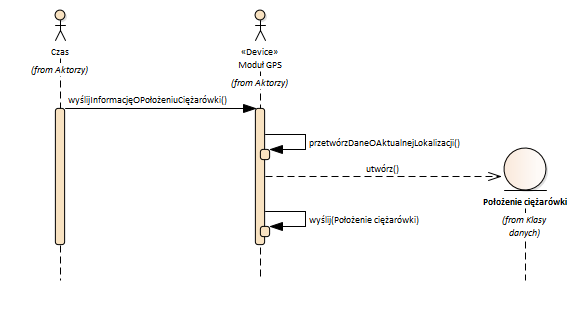 Czas
(from Aktorzy)
«Device»
Moduł GPS
(from Aktorzy)
wyślijInformacjęOPołożeniuCiężarówki()
przetwórzDaneOAktualnejLokalizacji()
utwórz()
Położenie ciężarówki
(from Klasy
danych)
wyślij(Położenie ciężarówki)